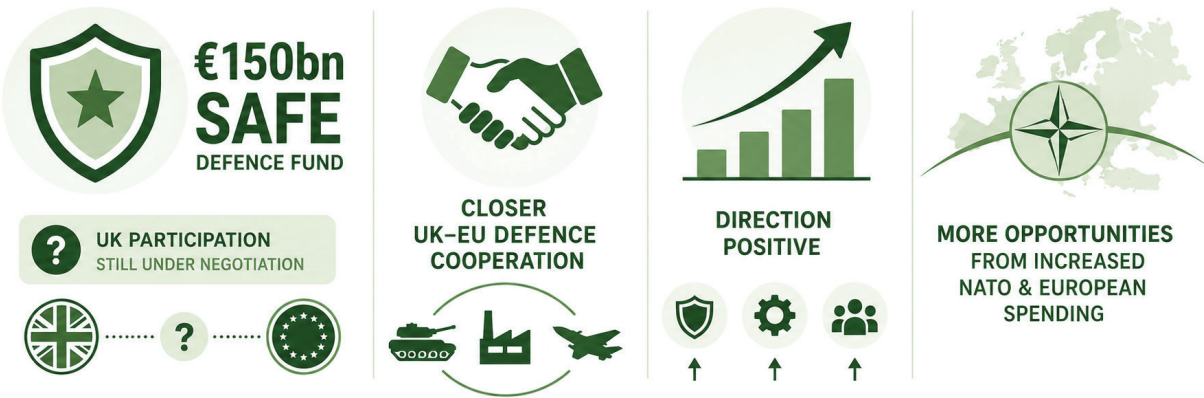 €150bn
SAFE
DEFENCE FUND
?
UK PARTICIPATION
STILL UNDER NEGOTIATION
?
CLOSER
UK–EU DEFENCE
COOPERATION
DIRECTION
POSITIVE
MORE OPPORTUNITIES
FROM INCREASED
NATO & EUROPEAN
SPENDING